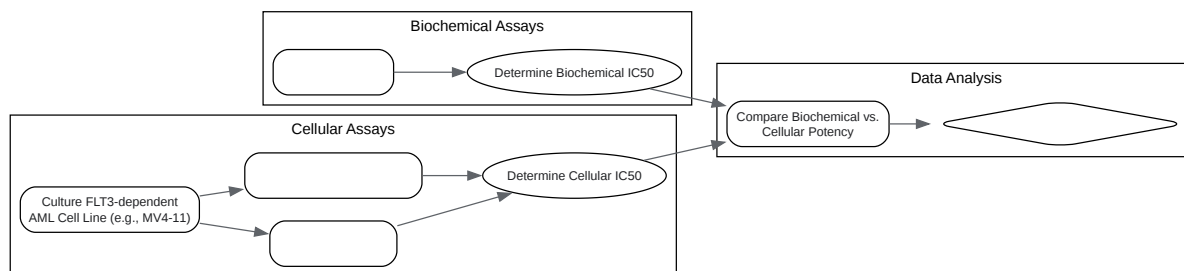 Biochemical Assays
Determine Biochemical IC50
Data Analysis
Compare Biochemical vs.
Cellular Potency
Cellular Assays
Determine Cellular IC50
Culture FLT3-dependent
AML Cell Line (e.g., MV4-11)